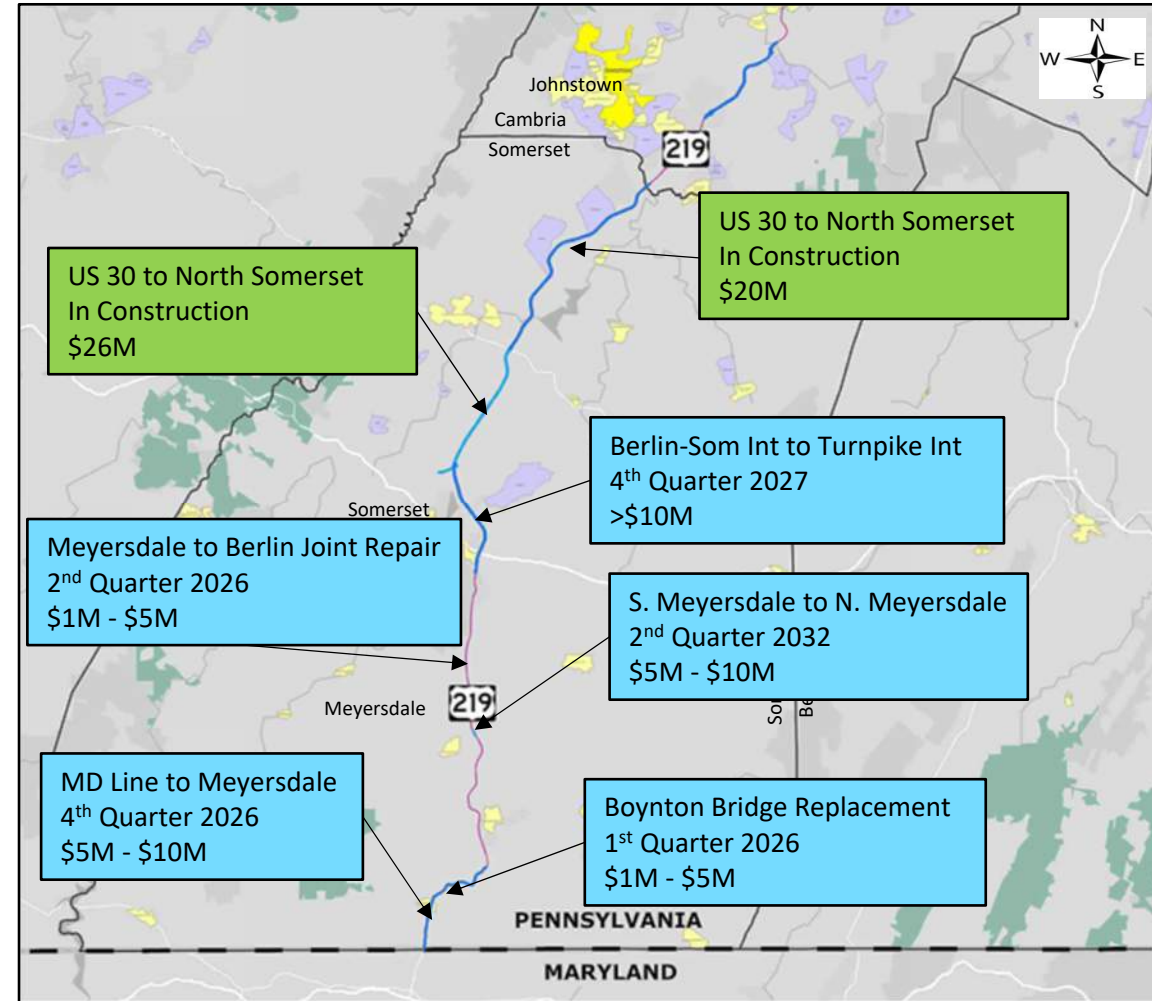 N
W E
S
Johnstown
Cambria
Somerset
219
US 30 to North Somerset
In Construction
$20M
US 30 to North Somerset
In Construction
$26M
Berlin-Som Int to Turnpike Int
4th Quarter 2027
>$10M
Somerset
Meyersdale to Berlin Joint Repair
2nd Quarter 2026
$1M - $5M
S. Meyersdale to N. Meyersdale
2nd Quarter 2032
$5M - $10M
Meyersdale
219
MD Line to Meyersdale
4th Quarter 2026
$5M - $10M
Boynton Bridge Replacement
1st Quarter 2026
$1M - $5M
PENNSYLVANIA
MARYLAND